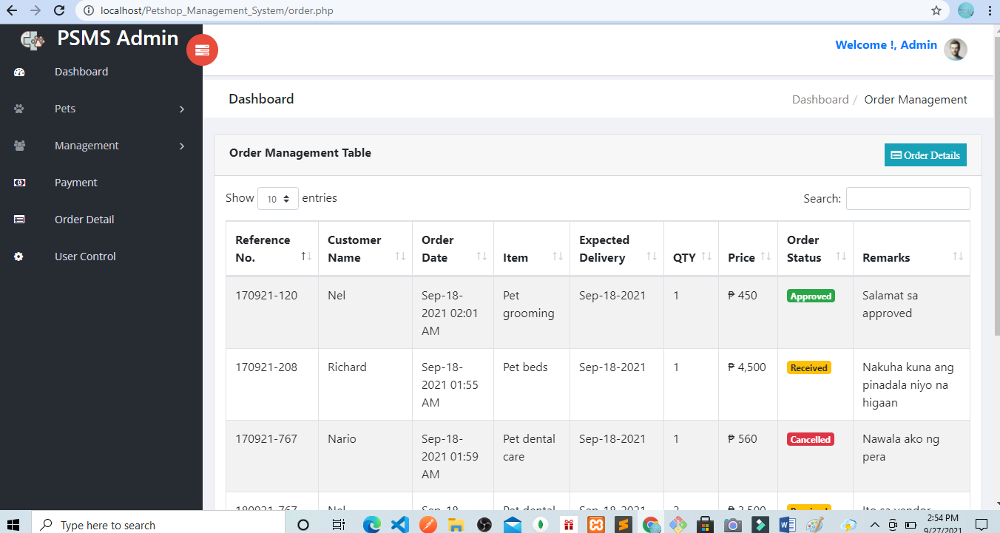 localhost/Petshop_Management_System/order.php
PSMS Admin
Welcome !, Admin
Dashboard
Pets
Management
Payment
Order Detail
User Control
Dashboard
Dashboard / Order Management
Order Management Table
Order Details
Show 10 entries
Search:
Reference No.
Customer Name
Order Date
Item
Expected Delivery
QTY
Price
Order Status
Remarks
170921-120
Nel
Sep-18-
2021 02:01
AM
Pet
grooming
Sep-18-2021
1
₱ 450
Approved
Salamat sa
approved
170921-208
Richard
Sep-18-
2021 01:55
AM
Pet beds
Sep-18-2021
1
₱ 4,500
Received
Nakuha kuna ang
pinadala niyo na
higaan
170921-767
Nario
Sep-18-
2021 01:59
AM
Pet dental
care
Sep-18-2021
1
₱ 560
Cancelled
Nawala ako ng
pera
180921-767
Nel
Sep-18-
Pet dental
Sep-18-2021
₱ 3,500
Received
Ito sa vendor
Type here to search
2:54 PM
9/27/2021